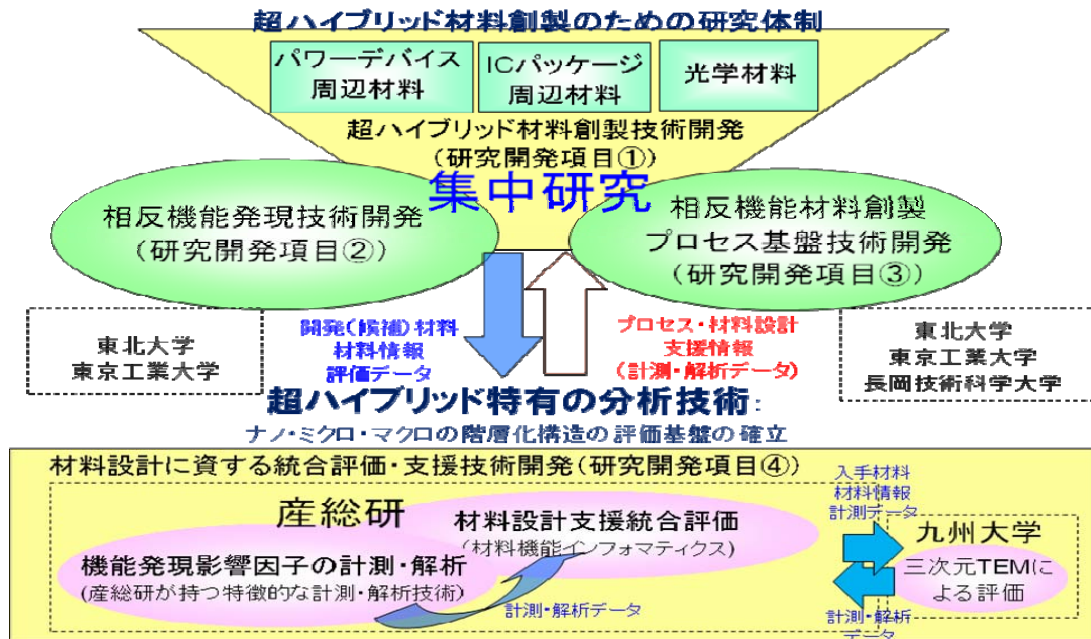 超ハイブリッド材料創製のための研究体制
パワーデバイス
周辺材料
ICパッケージ
周辺材料
光学材料
超ハイブリッド材料創製技術開発
(研究開発項目①)
集中研究
相反機能発現技術開発
(研究開発項目②)
相反機能材料創製
プロセス基盤技術開発
(研究開発項目③)
東北大学
東京工業大学
開発(候補)材料
材料情報
評価データ
プロセス・材料設計
支援情報
(計測・解析データ)
東北大学
東京工業大学
長岡技術科学大学
超ハイブリッド特有の分析技術:
ナノ・ミクロ・マクロの階層化構造の評価基盤の確立
材料設計に資する統合評価・支援技術開発(研究開発項目④)
産総研
材料設計支援統合評価
(材料機能インフォマティクス)
機能発現影響因子の計測・解析
(産総研が持つ特徴的な計測・解析技術)
計測・解析データ
入手材料
材料情報
計測データ
九州大学
三次元TEMに
よる評価
計測・解析
データ